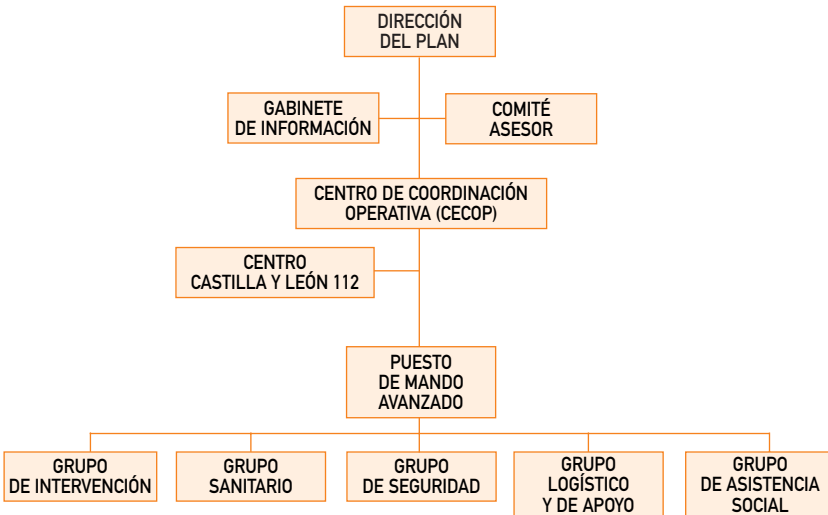 DIRECCIÓN
DEL PLAN
GABINETE
DE INFORMACIÓN
COMITÉ
ASESOR
CENTRO DE COORDINACIÓN
OPERATIVA (CECOP)
CENTRO
CASTILLA Y LEÓN 112
PUESTO
DE MANDO
AVANZADO
GRUPO
DE INTERVENCIÓN
GRUPO
SANITARIO
GRUPO
DE SEGURIDAD
GRUPO
LOGÍSTICO
Y DE APOYO
GRUPO
DE ASISTENCIA
SOCIAL